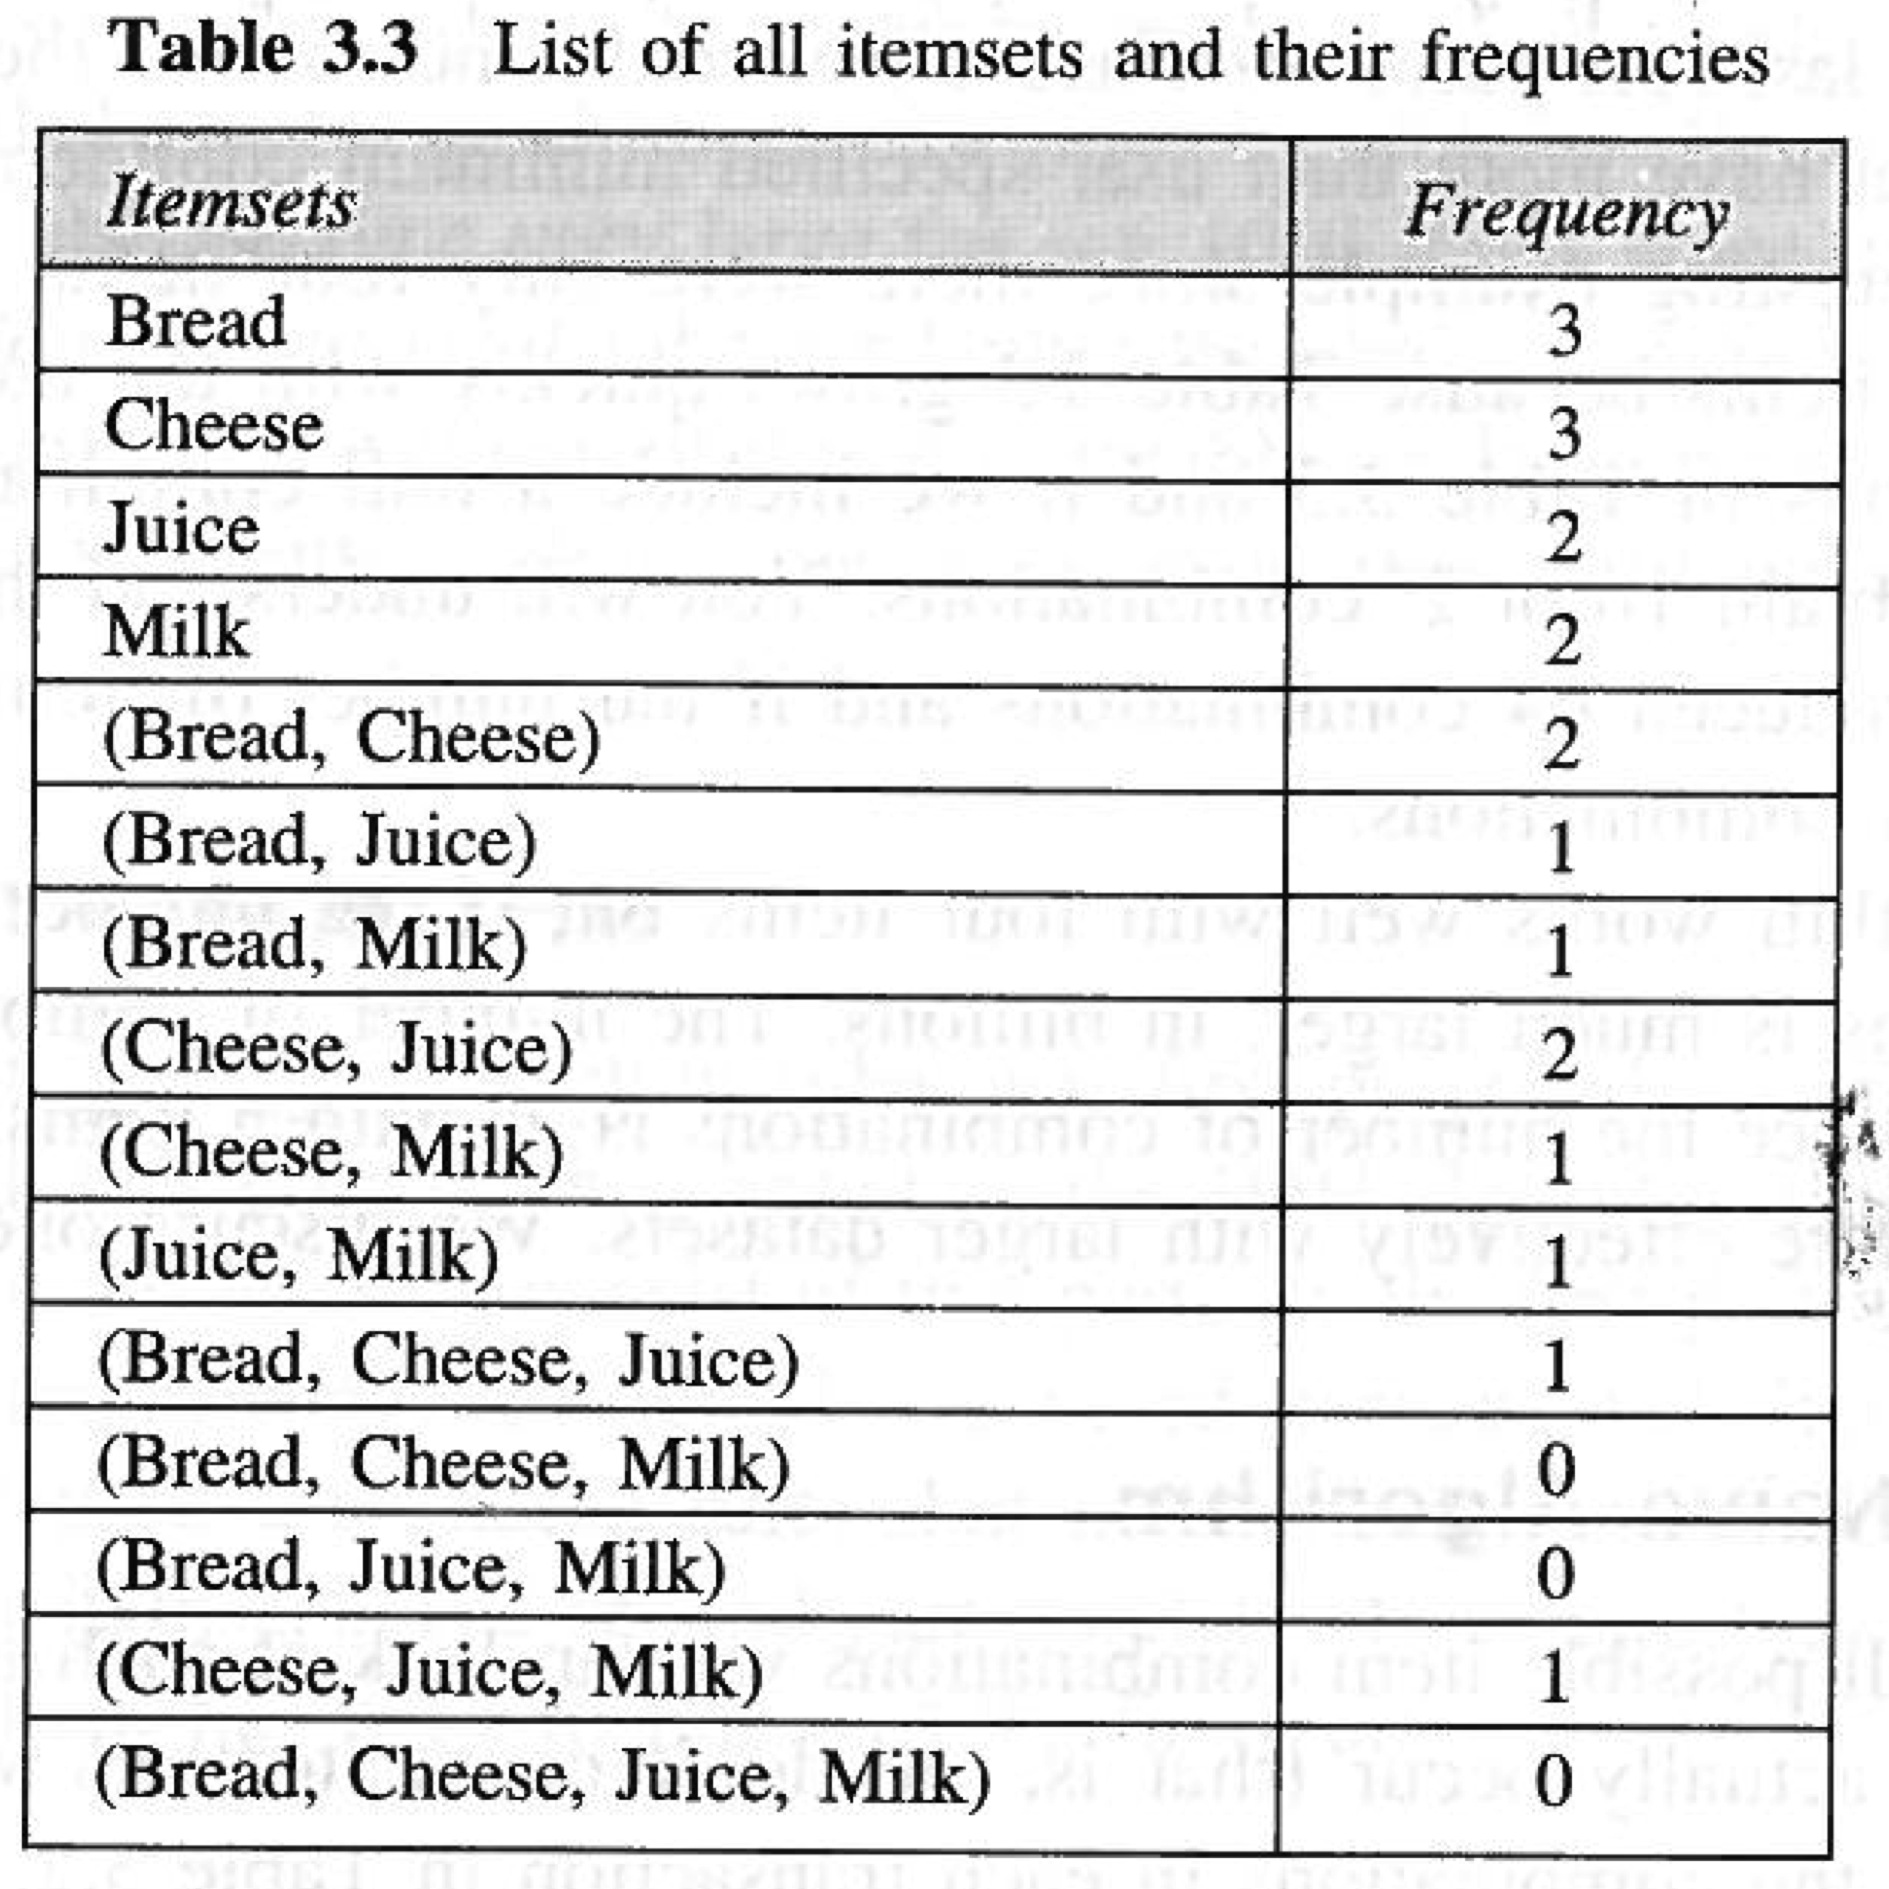 Table 3.3 List of all itemsets and their frequencies
Itemsets Frequency
Bread 3
Cheese 3
Juice 2
Milk 2
(Bread, Cheese) 2
(Bread, Juice) 1
(Bread, Milk) 1
(Cheese, Juice) 2
(Cheese, Milk) 1
(Juice, Milk) 1
(Bread, Cheese, Juice) 1
(Bread, Cheese, Milk) 0
(Bread, Juice, Milk) 0
(Cheese, Juice, Milk) 1
(Bread, Cheese, Juice, Milk) 0